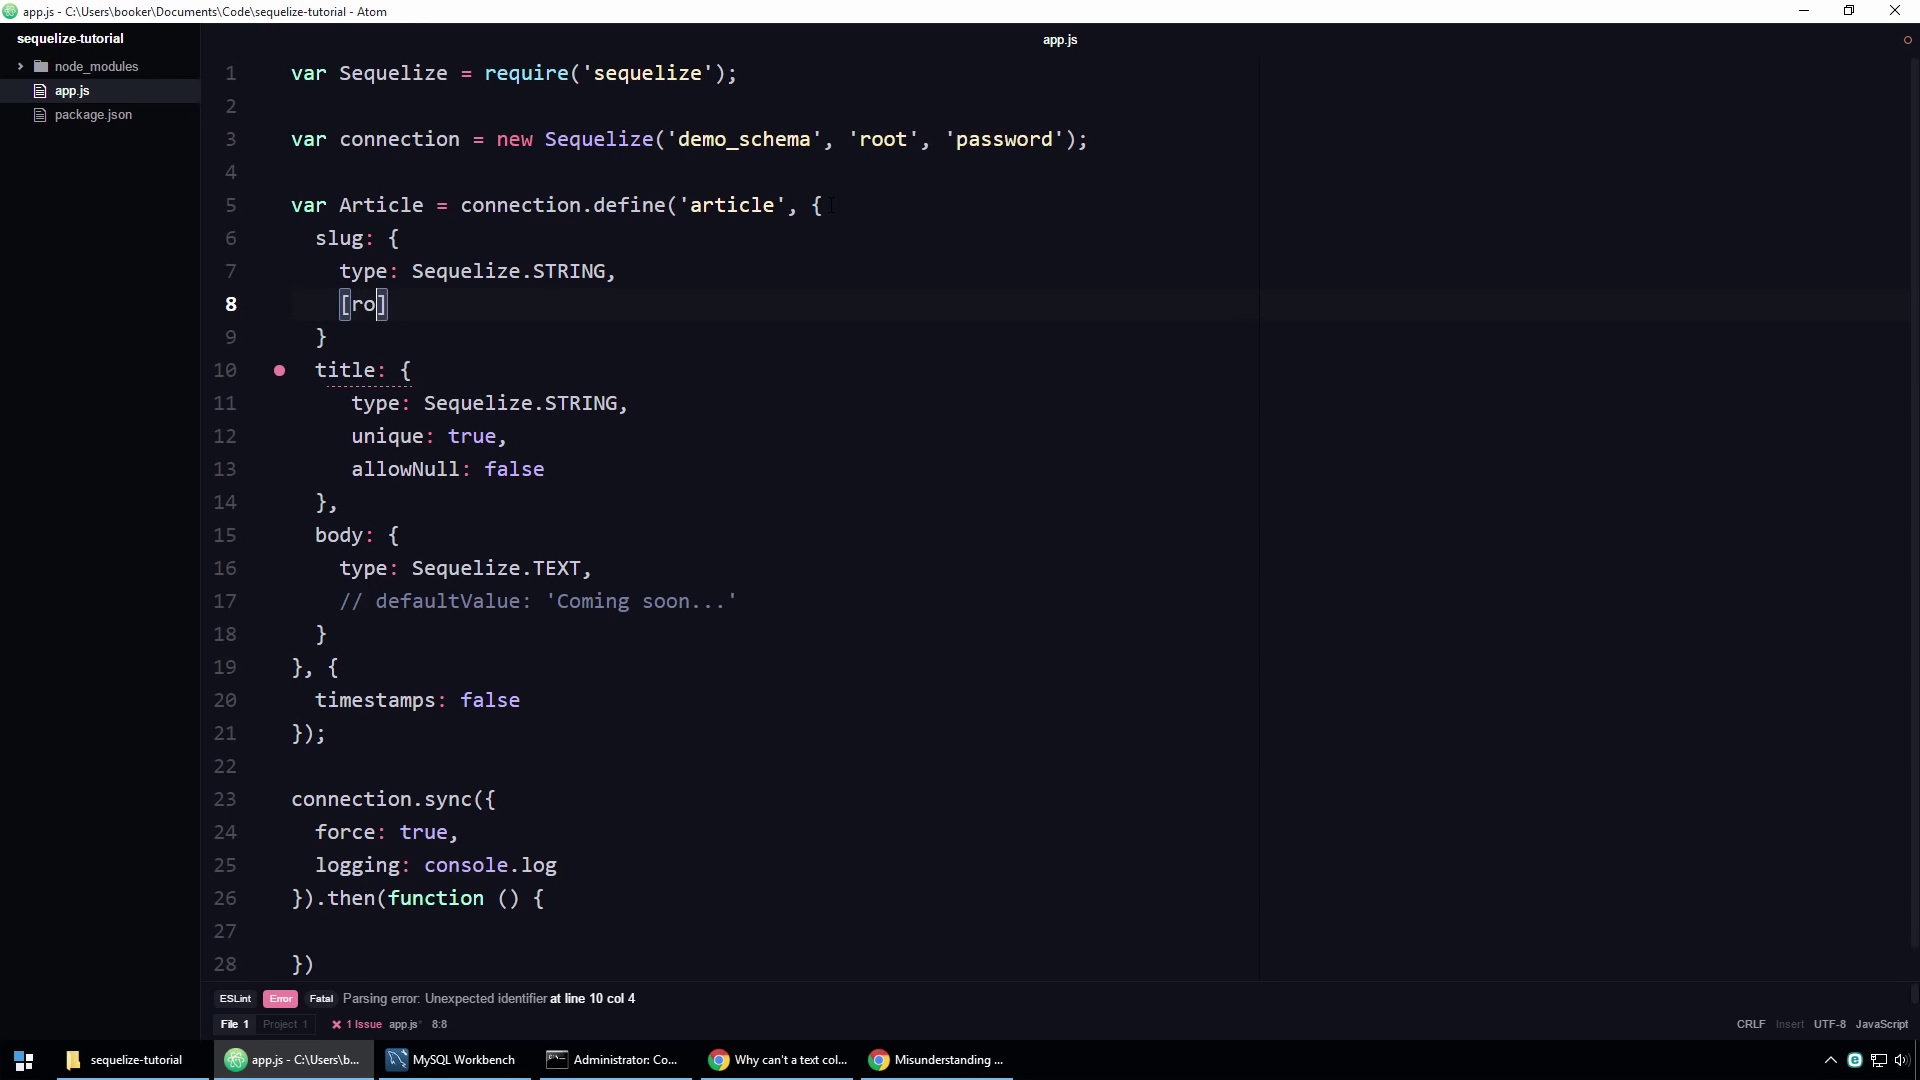 app.js - C:\Users\booker\Documents\Code\sequelize-tutorial - Atom
sequelize-tutorial
node_modules
app.js
package.json
app.js
1 var Sequelize = require('sequelize');
2
3 var connection = new Sequelize('demo_schema', 'root', 'password');
4
5 var Article = connection.define('article', {
6 slug: {
7 type: Sequelize.STRING,
8 [ro]
9 }
10 title: {
11 type: Sequelize.STRING,
12 unique: true,
13 allowNull: false
14 },
15 body: {
16 type: Sequelize.TEXT,
17 // defaultValue: 'Coming soon...'
18 }
19 }, {
20 timestamps: false
21 });
22
23 connection.sync({
24 force: true,
25 logging: console.log
26 }).then(function () {
27
28 })
ESLint Error Fatal Parsing error: Unexpected identifier at line 10 col 4
File 1 Project 1 1 Issue app.js* 8:8 CRLF Insert UTF-8 JavaScript
sequelize-tutorial app.js - C:\Users\b... MySQL Workbench Administrator: Co... Why can't a text col... Misunderstanding ...